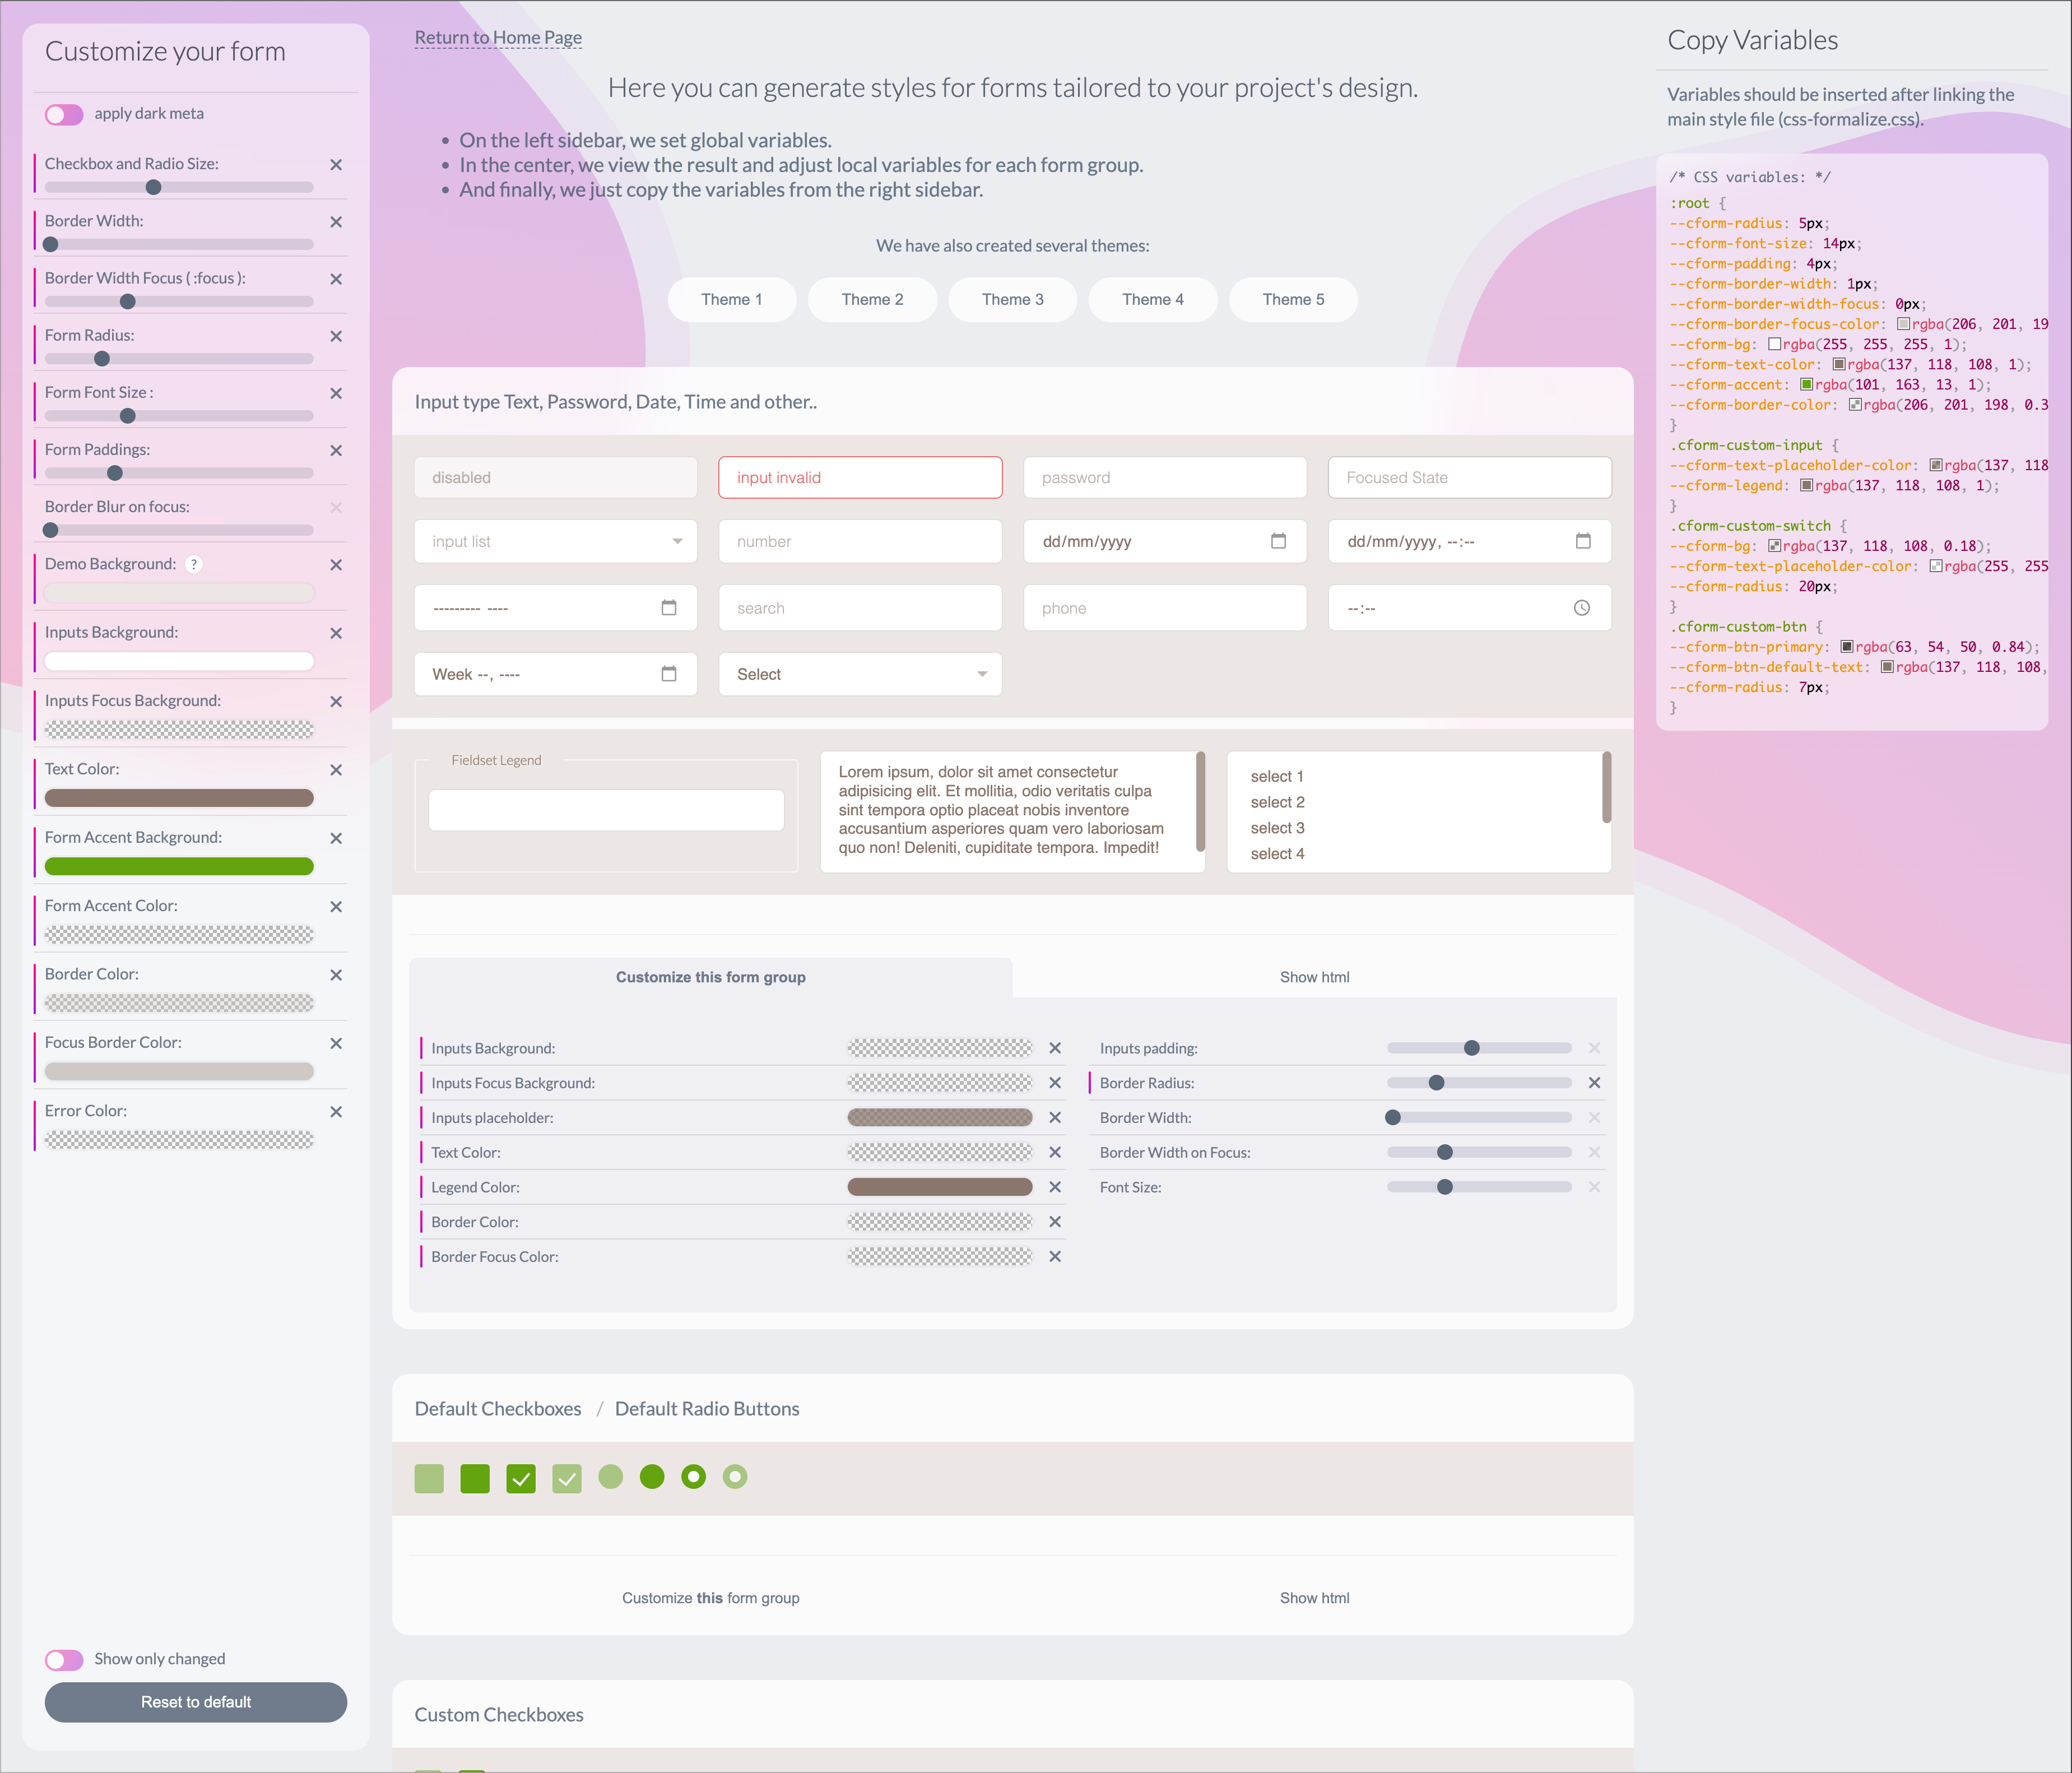 Customize your form
apply dark meta
Checkbox and Radio Size:
Border Width:
Border Width Focus ( :focus ):
Form Radius:
Form Font Size :
Form Paddings:
Border Blur on focus:
Demo Background: ?
Inputs Background:
Inputs Focus Background:
Text Color:
Form Accent Background:
Form Accent Color:
Border Color:
Focus Border Color:
Error Color:
Show only changed
Reset to default
Return to Home Page
Here you can generate styles for forms tailored to your project's design.
• On the left sidebar, we set global variables.
• In the center, we view the result and adjust local variables for each form group.
• And finally, we just copy the variables from the right sidebar.
We have also created several themes:
Theme 1 Theme 2 Theme 3 Theme 4 Theme 5
Input type Text, Password, Date, Time and other..
disabled input invalid password Focused State
input list number dd/mm/yyyy dd/mm/yyyy, --:--
--------- ---- search phone --:--
Week --, ---- Select
Fieldset Legend
Lorem ipsum, dolor sit amet consectetur
adipisicing elit. Et mollitia, odio veritatis culpa
sint tempora optio placeat nobis inventore
accusantium asperiores quam vero laboriosam
quo non! Deleniti, cupiditate tempora. Impedit!
select 1
select 2
select 3
select 4
Customize this form group Show html
Inputs Background:
Inputs Focus Background:
Inputs placeholder:
Text Color:
Legend Color:
Border Color:
Border Focus Color:
Inputs padding:
Border Radius:
Border Width:
Border Width on Focus:
Font Size:
Default Checkboxes / Default Radio Buttons
Customize this form group Show html
Custom Checkboxes
Copy Variables
Variables should be inserted after linking the
main style file (css-formalize.css).
/* CSS variables: */
:root {
--cform-radius: 5px;
--cform-font-size: 14px;
--cform-padding: 4px;
--cform-border-width: 1px;
--cform-border-width-focus: 0px;
--cform-border-focus-color: rgba(206, 201, 19
--cform-bg: rgba(255, 255, 255, 1);
--cform-text-color: rgba(137, 118, 108, 1);
--cform-accent: rgba(101, 163, 13, 1);
--cform-border-color: rgba(206, 201, 198, 0.3
}
.cform-custom-input {
--cform-text-placeholder-color: rgba(137, 118
--cform-legend: rgba(137, 118, 108, 1);
}
.cform-custom-switch {
--cform-bg: rgba(137, 118, 108, 0.18);
--cform-text-placeholder-color: rgba(255, 255
--cform-radius: 20px;
}
.cform-custom-btn {
--cform-btn-primary: rgba(63, 54, 50, 0.84);
--cform-btn-default-text: rgba(137, 118, 108,
--cform-radius: 7px;
}